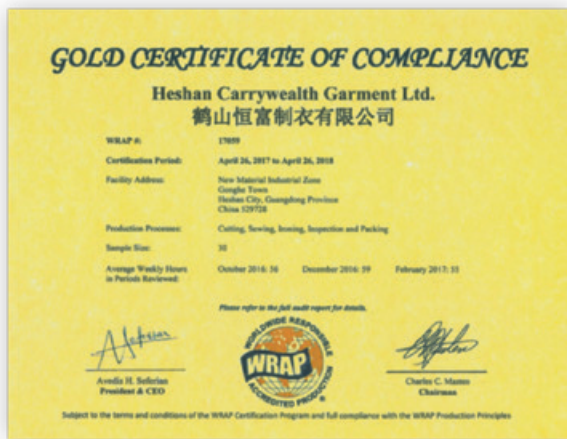 GOLD CERTIFICATE OF COMPLIANCE
Heshan Carrywealth Garment Ltd.
鹤山恒富制衣有限公司
WRAP #: 17059
Certification Period: April 26, 2017 to April 26, 2018
Facility Address: New Material Industrial Zone
Gonghe Town
Heshan City, Guangdong Province
China 529728
Production Processes: Cutting, Sewing, Ironing, Inspection and Packing
Sample Size: 30
Average Weekly Hours in Periods Reviewed: October 2016: 56 December 2016: 59 February 2017: 51
Please refer to the full audit report for details.
WORLDWIDE RESPONSIBLE
WRAP
ACCREDITED PRODUCTION
®
Avedis H. Seferian
President & CEO
Charles C. Masten
Chairman
Subject to the terms and conditions of the WRAP Certification Program and full compliance with the WRAP Production Principles